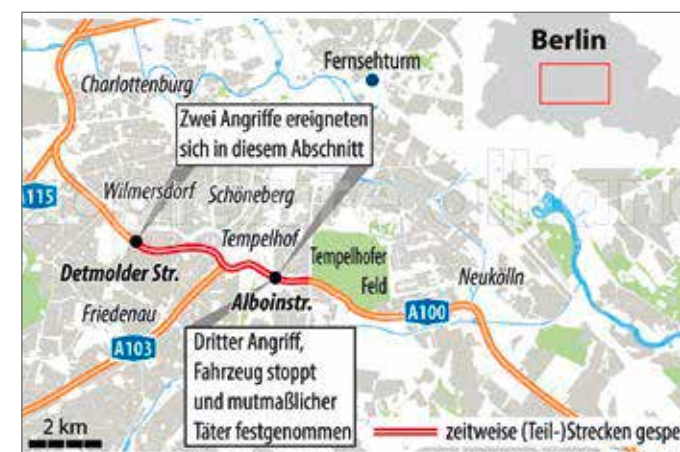 Berlin
Fernsehturm
Charlottenburg
Zwei Angriffe ereigneten
sich in diesem Abschnitt
115
Wilmersdorf
Schöneberg
Tempelhof
Tempelhofer
Feld
Neukölln
Detmolder Str.
Alboinstr.
Friedenau
A100
A103
Dritter Angriff,
Fahrzeug stoppt
und mutmaßlicher
Täter festgenommen
2 km
zeitweise (Teil-)Strecken gespe